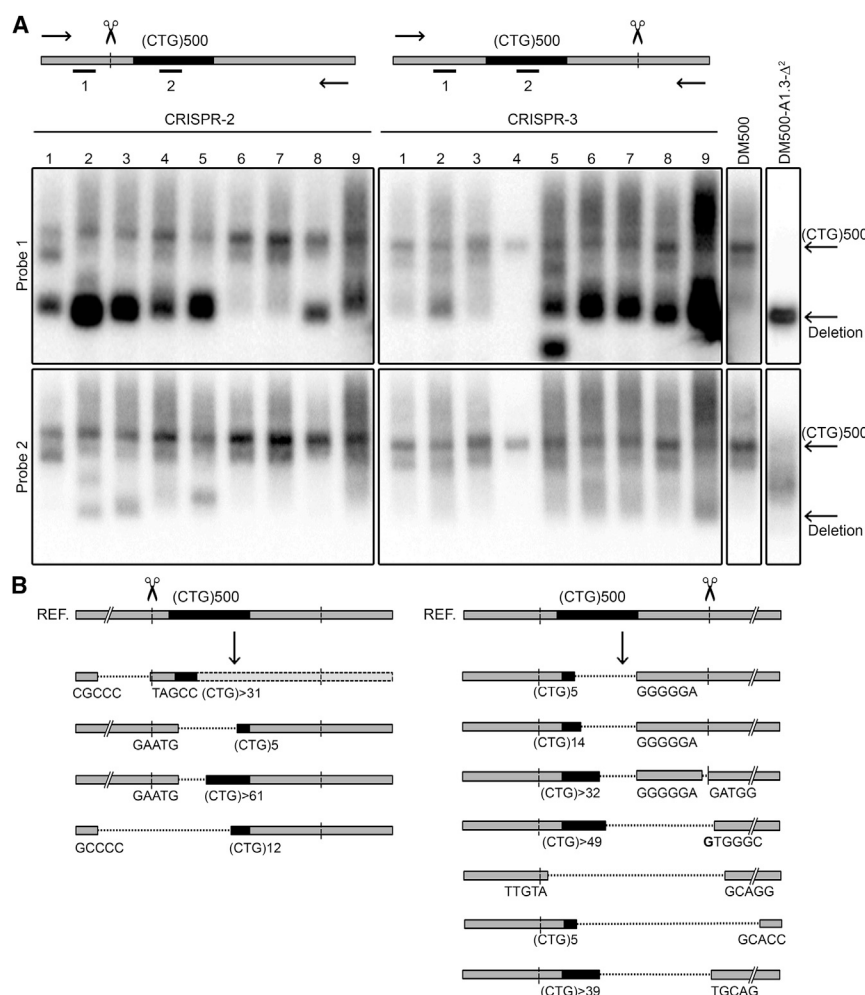 A
(CTG)500
(CTG)500
1
2
1
2
CRISPR-2
CRISPR-3
DM500
DM500-A1.3-Δ²
1 2 3 4 5 6 7 8 9
1 2 3 4 5 6 7 8 9
Probe 1
(CTG)500
Deletion
Probe 2
(CTG)500
Deletion
B
(CTG)500
REF.
CGCCC TAGCC (CTG)>31
GAATG (CTG)5
GAATG (CTG)>61
GCCCC (CTG)12
(CTG)500
REF.
(CTG)5 GGGGGA
(CTG)14 GGGGGA
(CTG)>32 GGGGGA GATGG
(CTG)>49 GTGGGC
TTGTA GCAGG
(CTG)5 GCACC
(CTG)>39 TGCAG